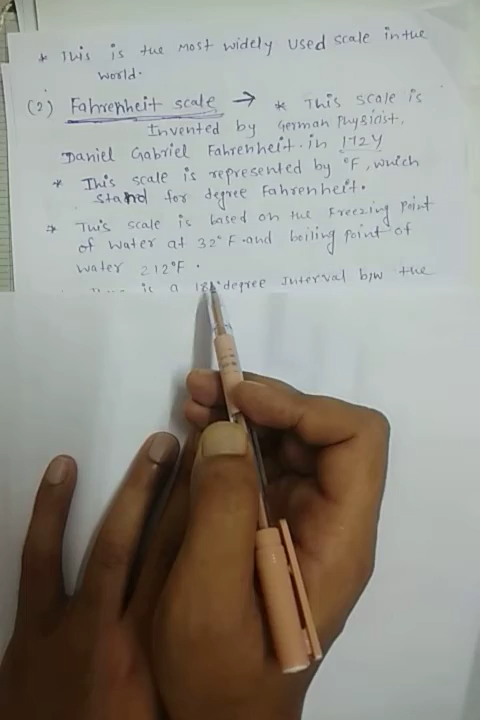 * This is the most widely used scale in the
world.
(2) Fahrenheit scale → * This scale is
Invented by German Physicist,
Daniel Gabriel Fahrenheit. in 1724
* This scale is represented by °F, which
stand for degree Fahrenheit.
* This scale is based on the Freezing Point
of water at 32°F. and boiling point of
water 212°F.
is a 180 degree Interval b/w the